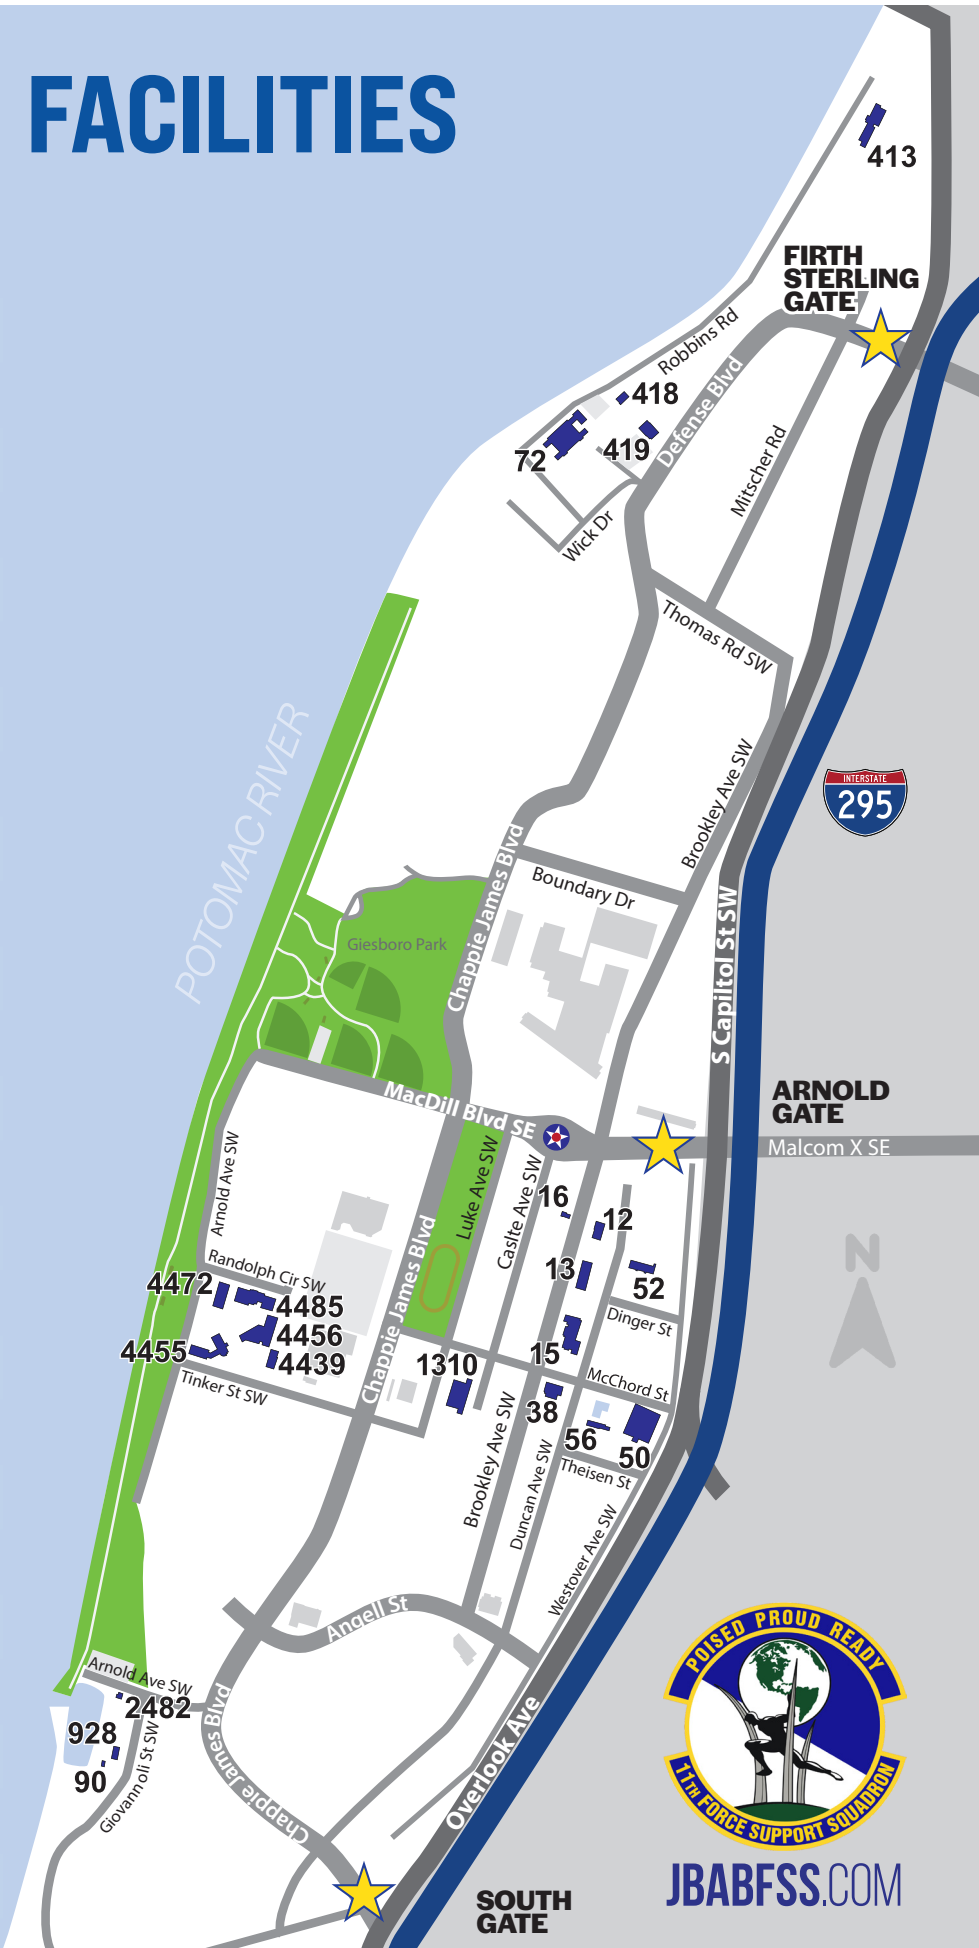 FACILITIES
413
FIRTH
STERLING
GATE
Robbins Rd
418
Defense Blvd
419
72
Mitscher Rd
Wick Dr
Thomas Rd SW
POTOMAC RIVER
Brookley Ave SW
INTERSTATE
295
Chappie James Blvd
Boundary Dr
S Capiltol St SW
Giesboro Park
MacDill Blvd SE
ARNOLD
GATE
Malcom X SE
Arnold Ave SW
Luke Ave SW
Caslte Ave SW
16
12
N
Randolph Cir SW
13
52
4472
4485
Chappie James Blvd
Dinger St
4456
4455
4439
1310
15
Tinker St SW
McChord St
38
56
50
Brookley Ave SW
Duncan Ave SW
Theisen St
Westover Ave SW
Angell St
POISED PROUD READY
Arnold Ave SW
2482
928
90
Giovannoli St SW
Chappie James Blvd
Chappie
Overlook Ave
11TH FORCE SUPPORT SQUADRON
JBABFSS.COM
SOUTH
GATE